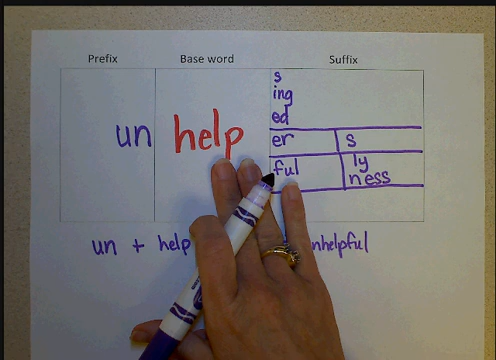 Prefix Base word Suffix
s
ing
ed
un help er s
ful ly
ness
un + help nhelpful